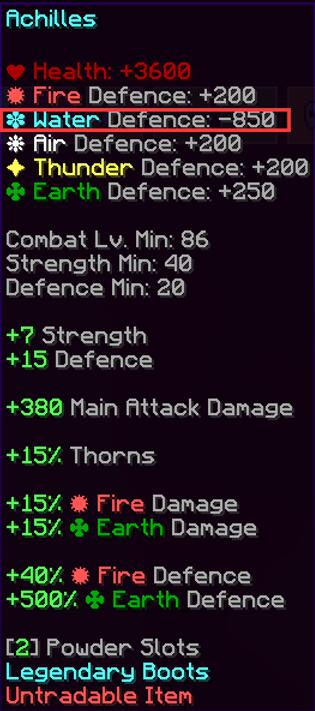 Achilles
Health: +3600
Fire Defence: +200
Water Defence: -850
Air Defence: +200
Thunder Defence: +200
Earth Defence: +250
Combat Lv. Min: 86
Strength Min: 40
Defence Min: 20
+7 Strength
+15 Defence
+380 Main Attack Damage
+15% Thorns
+15% Fire Damage
+15% Earth Damage
+40% Fire Defence
+500% Earth Defence
[2] Powder Slots
Legendary Boots
Untradable Item